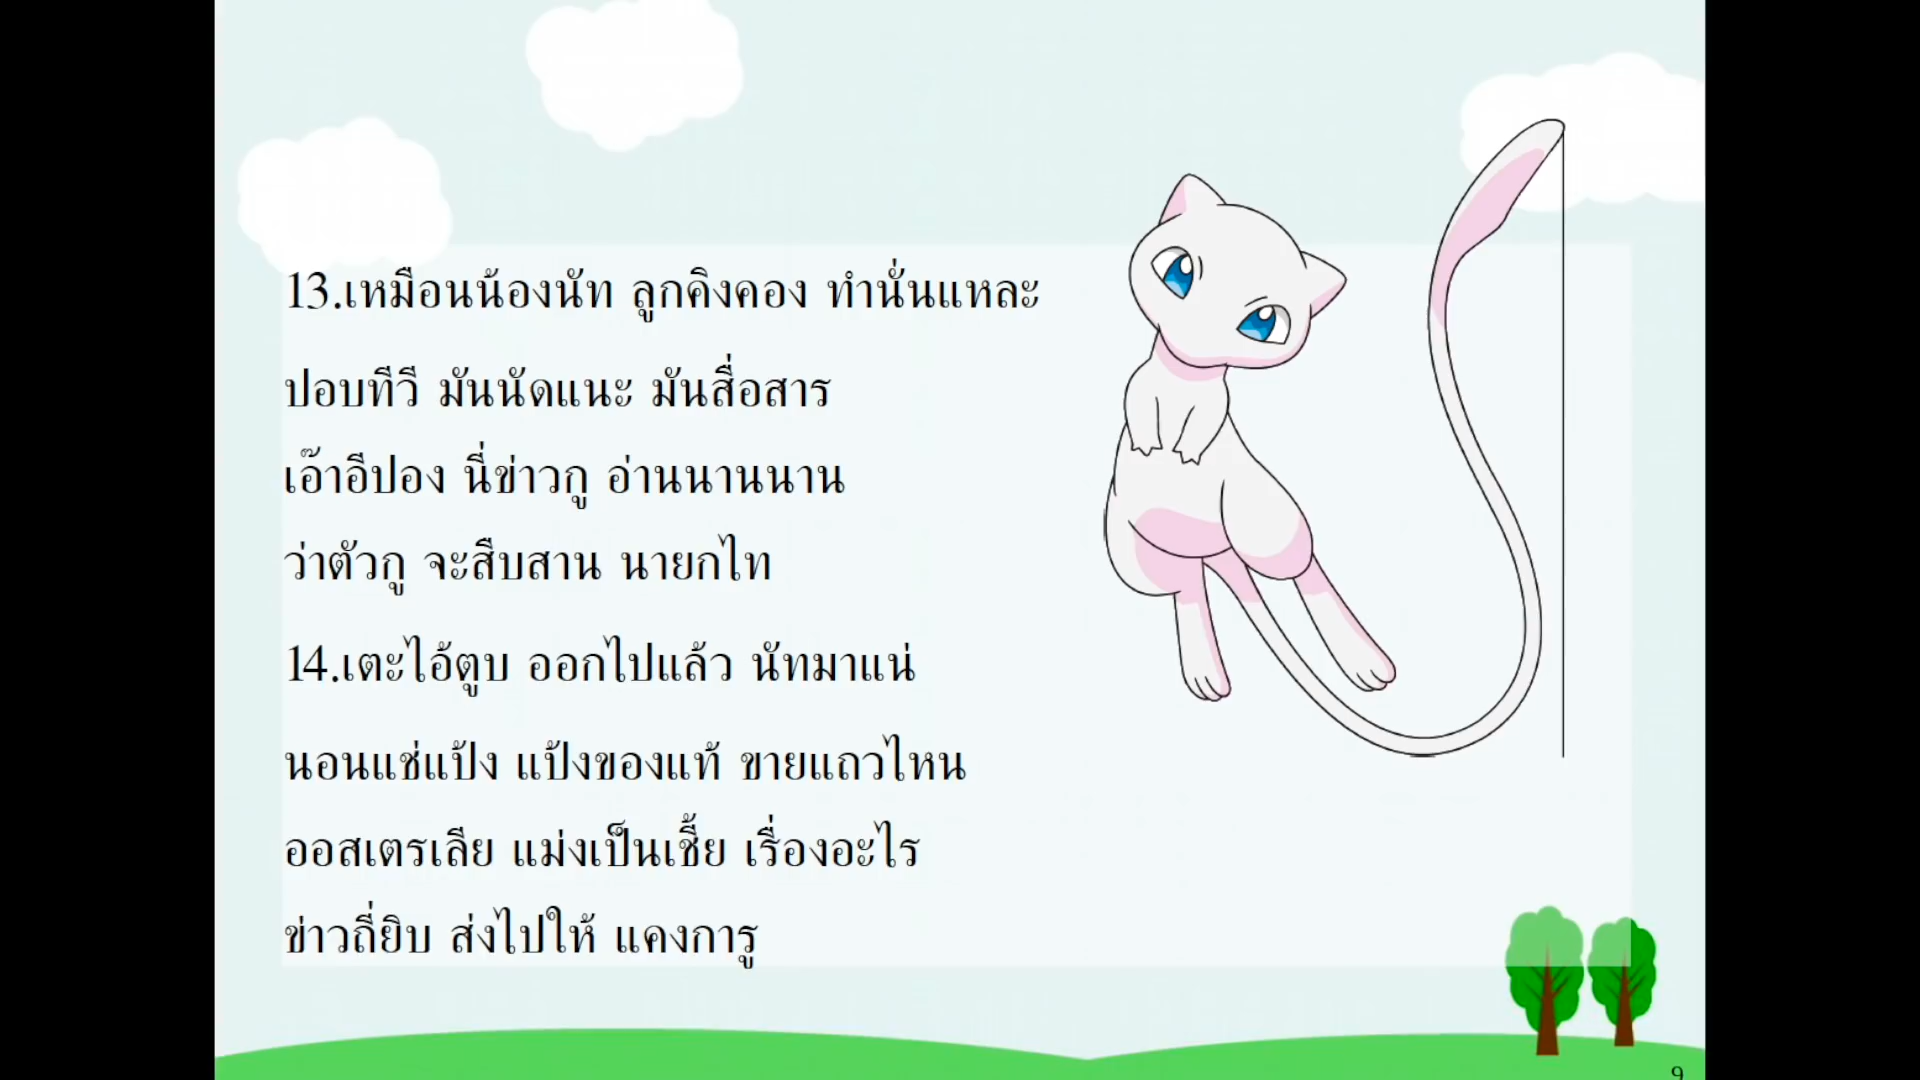 13.เหมือนน้องนัท ลูกคิงคอง ทำนั่นแหละ
ปอบทีวี มันนัดแนะ มันสื่อสาร
เอ๊าอีปอง นี่ข่าวกู อ่านนานนาน
ว่าตัวกู จะสืบสาน นายกไท
14.เตะไอ้ตูบ ออกไปแล้ว นัทมาแน่
นอนแช่แป้ง แป้งของแท้ ขายแถวไหน
ออสเตรเลีย แม่งเป็นเชี้ย เรื่องอะไร
ข่าวถี่ยิบ ส่งไปให้ แคงการู
9